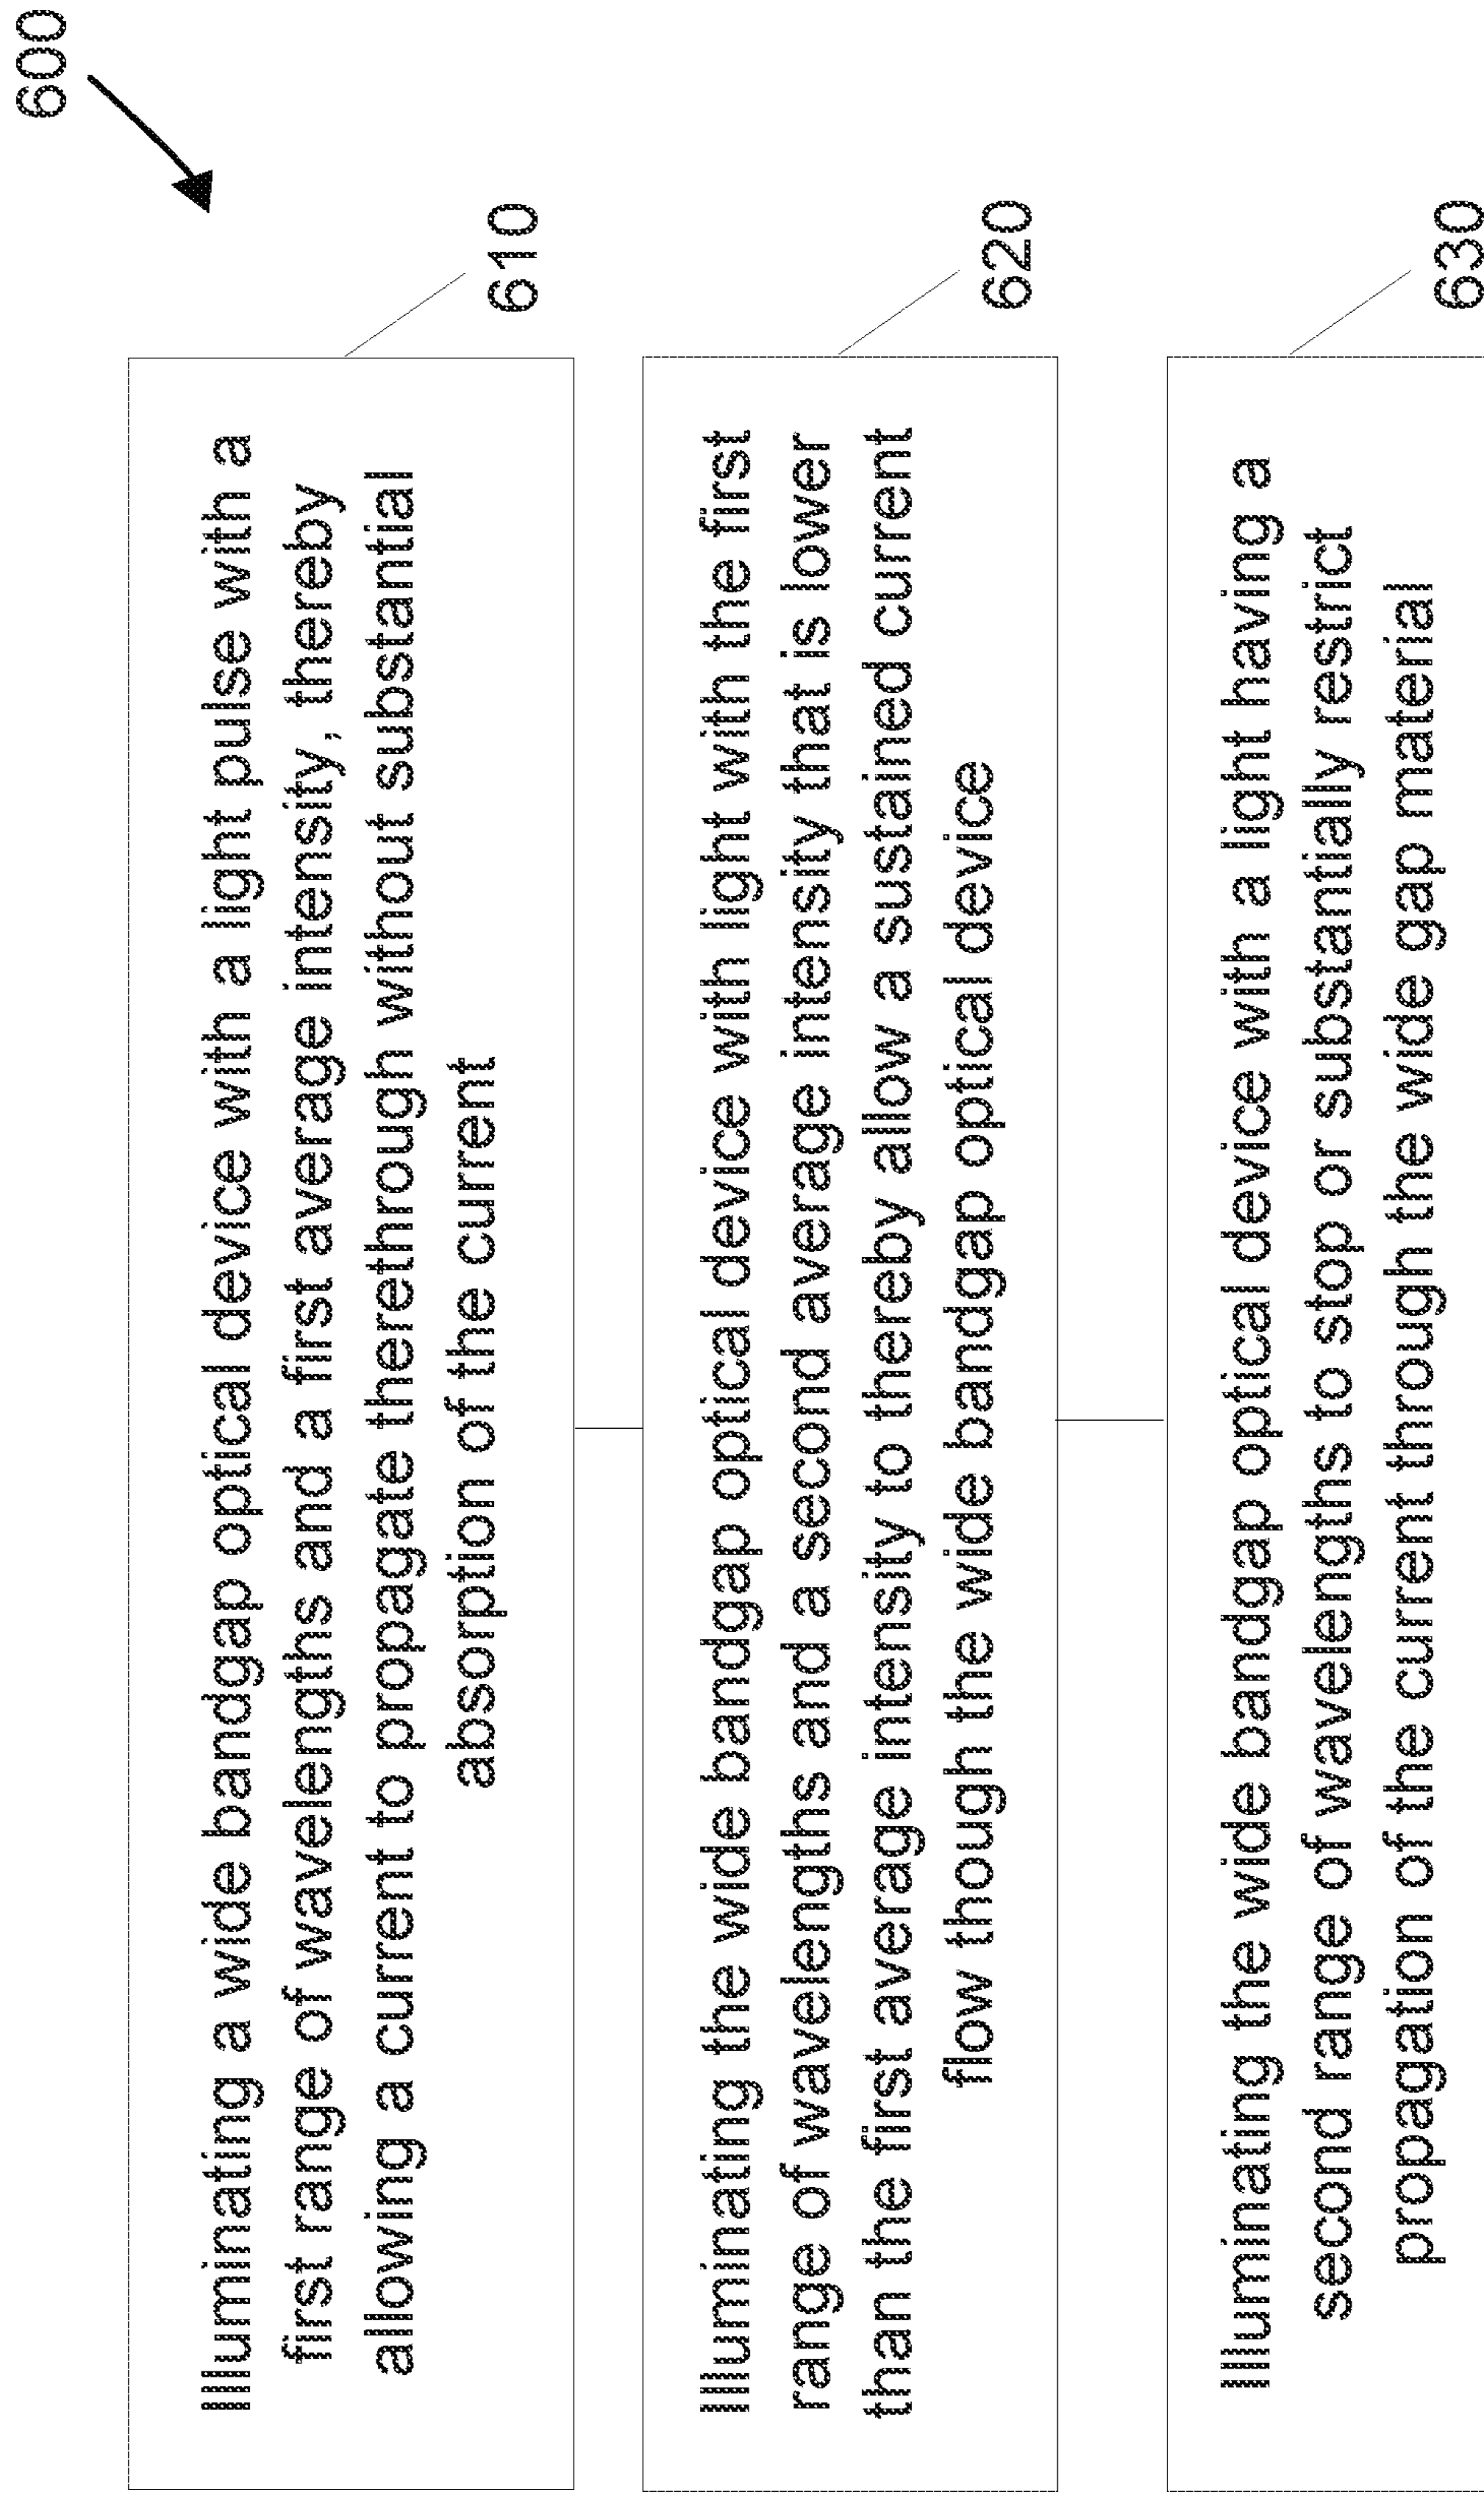 600
Illuminating a wide bandgap optical device with a light pulse with a
first range of wavelengths and a first average intensity, thereby
allowing a current to propagate therethrough without substantial
absorption of the current
610
Illuminating the wide bandgap optical device with light with the first
range of wavelengths and a second average intensity that is lower
than the first average intensity to thereby allow a sustained current
flow though the wide bandgap optical device
620
Illuminating the wide bandgap optical device with a light having a
second range of wavelengths to stop or substantially restrict
propagation of the current through the wide gap material
630